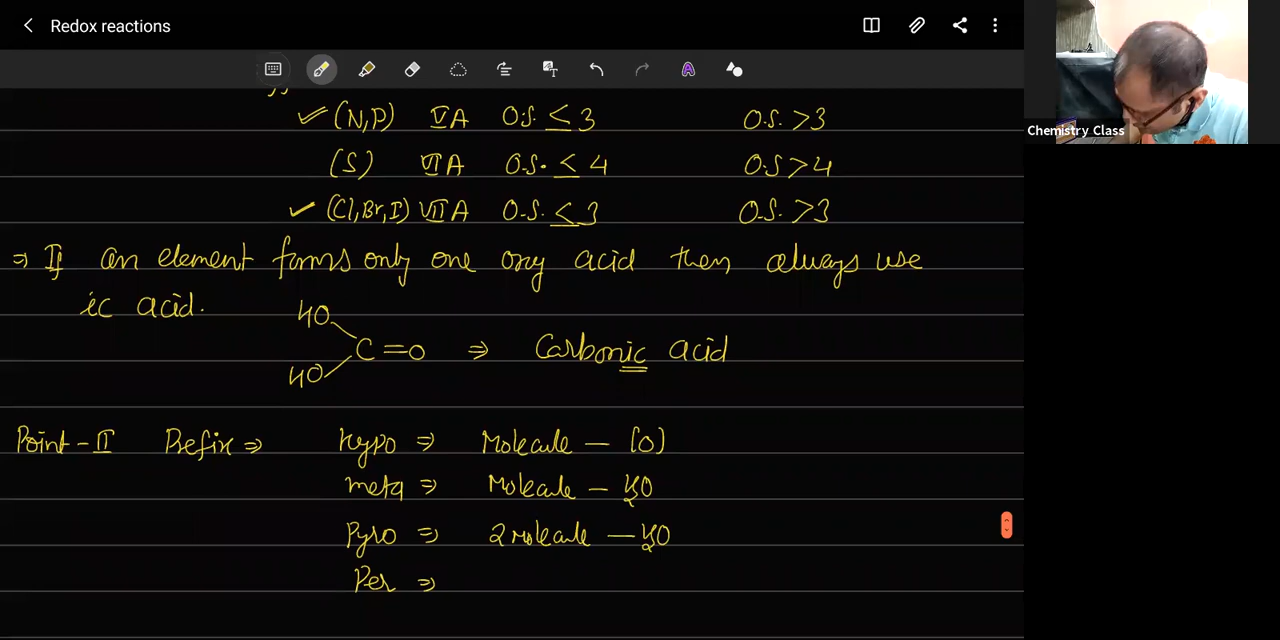 Redox reactions
Chemistry Class
✓ (N,P) VA O.S. ≤ 3 O.S. > 3
(S) VIA O.S. ≤ 4 O.S > 4
✓ (Cl, Br, I) VIIA O.S. ≤ 3 O.S. > 3
⇒ If an element forms only one oxy acid then always use
ic acid.
HO
C = O ⇒ Carbonic acid
HO
Point - II Prefix ⇒ hypo ⇒ Molecule — [O]
meta ⇒ Molecule — H2O
Pyro ⇒ 2 Molecule — H2O
Per ⇒